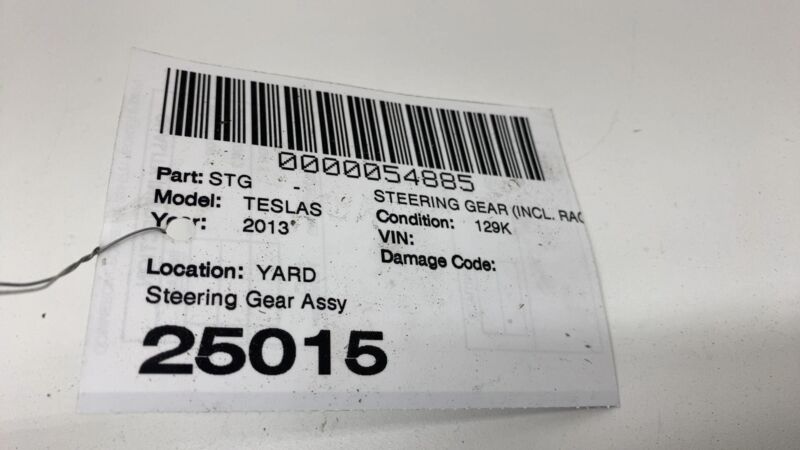 0000054885
Part: STG - STEERING GEAR (INCL. RAC
Model: TESLAS Condition: 129K
Year: 2013* VIN:
Damage Code:
Location: YARD
Steering Gear Assy
25015